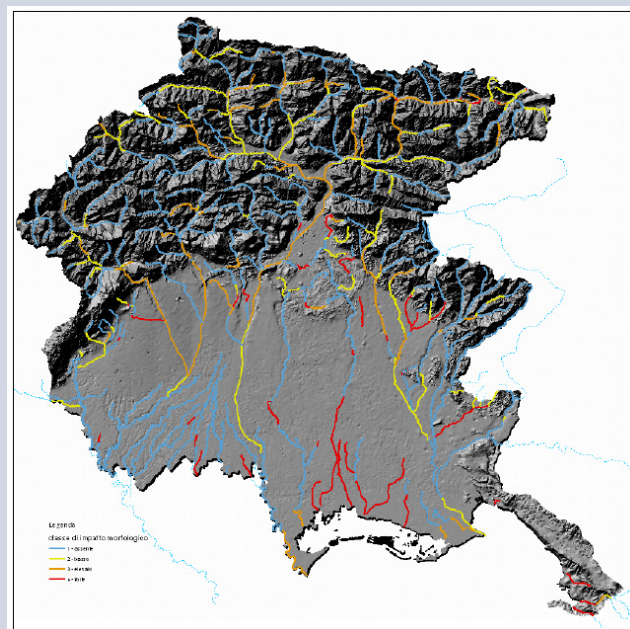 Legenda
classe di impatto morfologico
1 - assente
2 - basso
3 - elevato
4 - forte